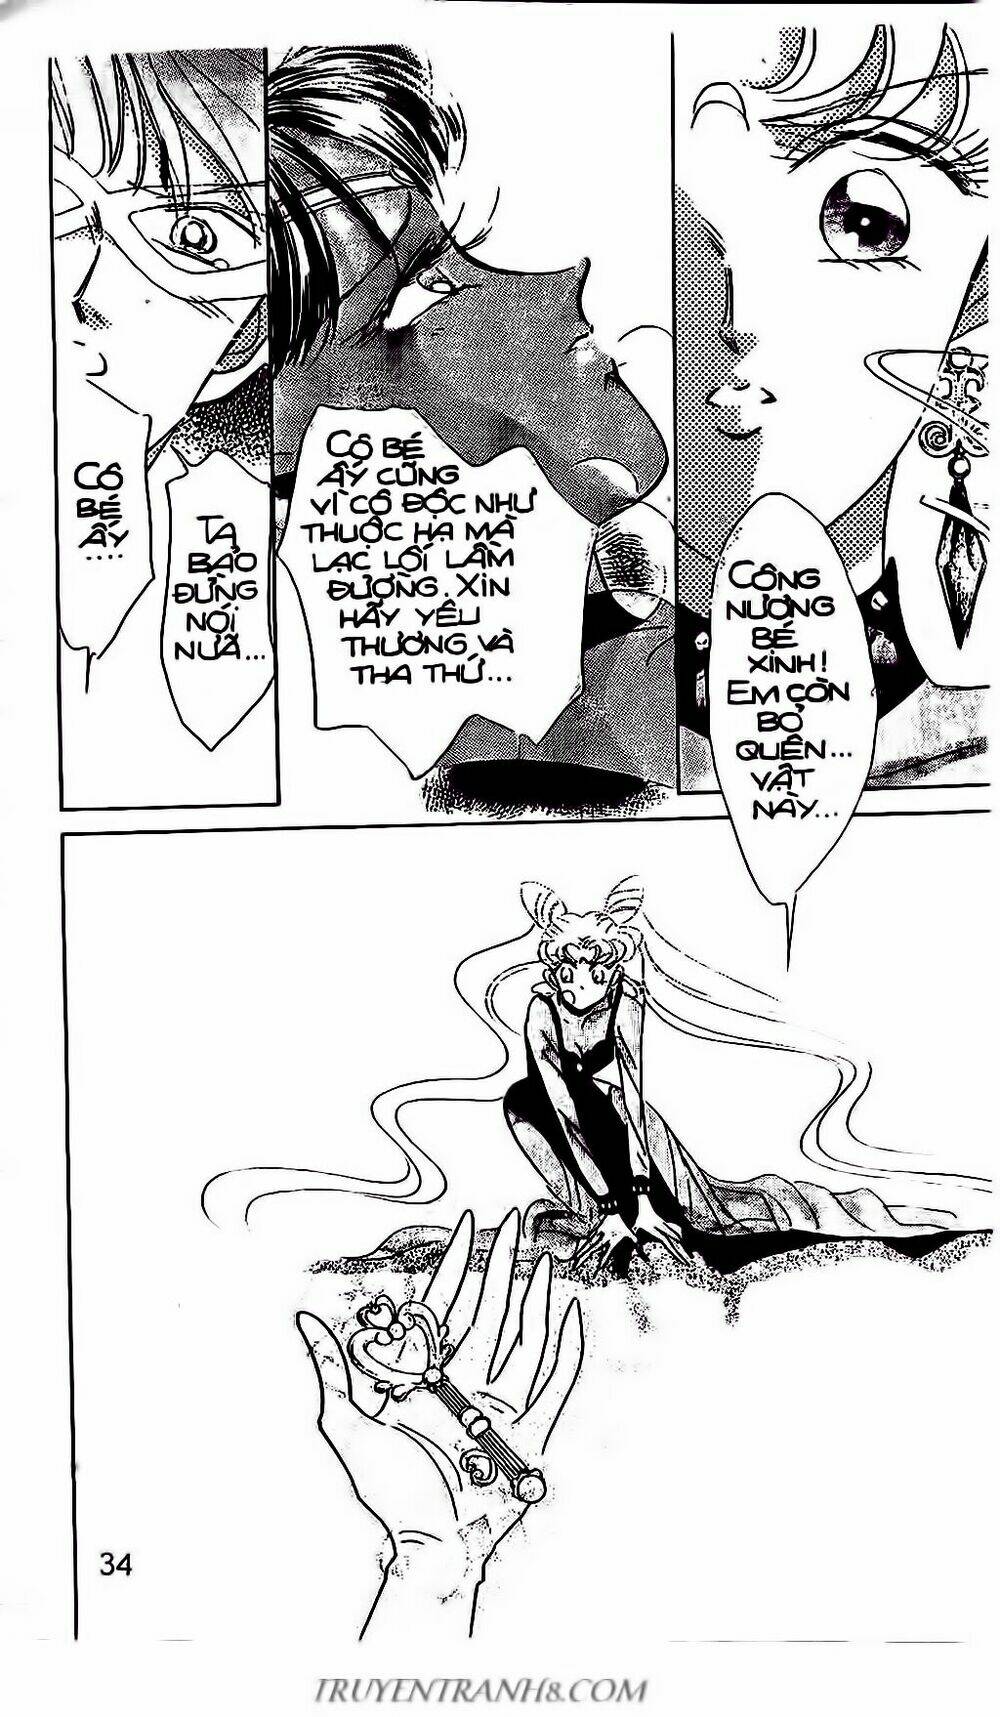 CÔ
BÉ
ẤY
....
TA
BẢO
ĐỪNG
NÓI
NỮA...
CÔ BÉ
ẤY CŨNG
VÌ CÔ ĐỘC NHƯ
THUỘC HẠ MÀ
LẠC LỐI LẦM
ĐƯỜNG. XIN
HÃY YÊU
THƯƠNG VÀ
THA THỨ...
CÔNG
NƯƠNG
BÉ
XINH!
EM CÒN
BỎ
QUÊN...
VẬT
NÀY...
34
TRUYENTRANH8.COM